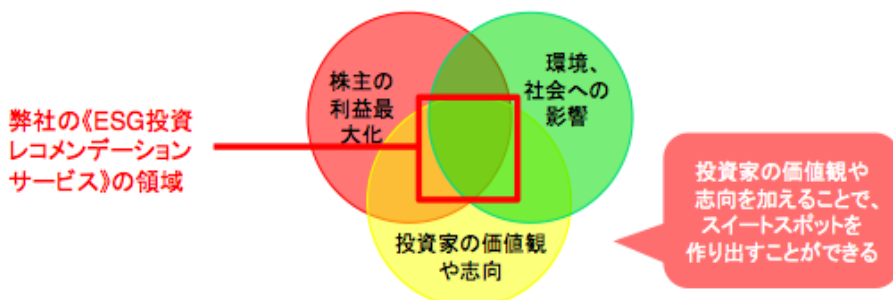 株主の
利益最
大化
環境、
社会への
影響
弊社の《ESG投資
レコメンデーション
サービス》の領域
投資家の価値観
や志向
投資家の価値観や
志向を加えることで、
スイートスポットを
作り出すことができる